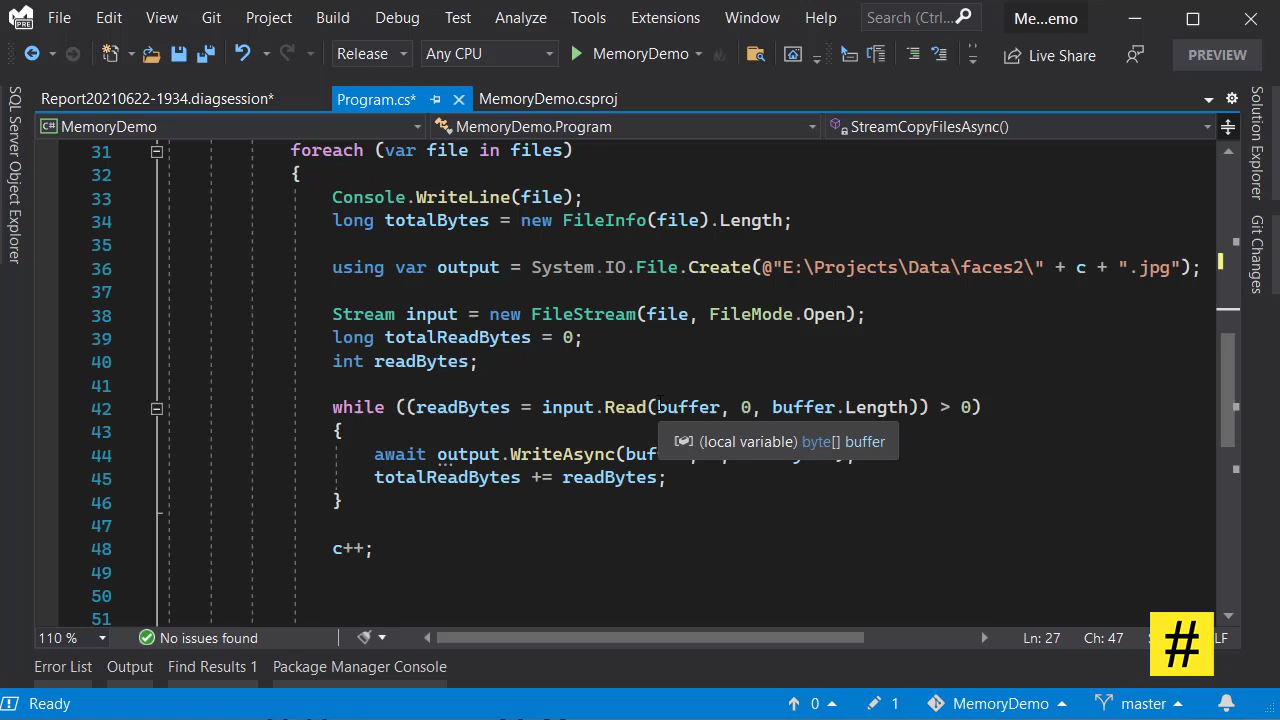 File Edit View Git Project Build Debug Test Analyze Tools Extensions Window Help Search (Ctrl... Me...emo
PRE
Release Any CPU MemoryDemo Live Share PREVIEW
Report20210622-1934.diagsession* Program.cs* MemoryDemo.csproj
C# MemoryDemo MemoryDemo.Program StreamCopyFilesAsync()
SQL Server Object Explorer
Solution Explorer
Git Changes
31 foreach (var file in files)
32 {
33 Console.WriteLine(file);
34 long totalBytes = new FileInfo(file).Length;
35
36 using var output = System.IO.File.Create(@"E:\Projects\Data\faces2\" + c + ".jpg");
37
38 Stream input = new FileStream(file, FileMode.Open);
39 long totalReadBytes = 0;
40 int readBytes;
41
42 while ((readBytes = input.Read(buffer, 0, buffer.Length)) > 0)
43 {
(local variable) byte[] buffer
44 await output.WriteAsync(buf
45 totalReadBytes += readBytes;
46 }
47
48 c++;
49
50
51
110 % No issues found Ln: 27 Ch: 47 LF
#
Error List Output Find Results 1 Package Manager Console
Ready 0 1 MemoryDemo master